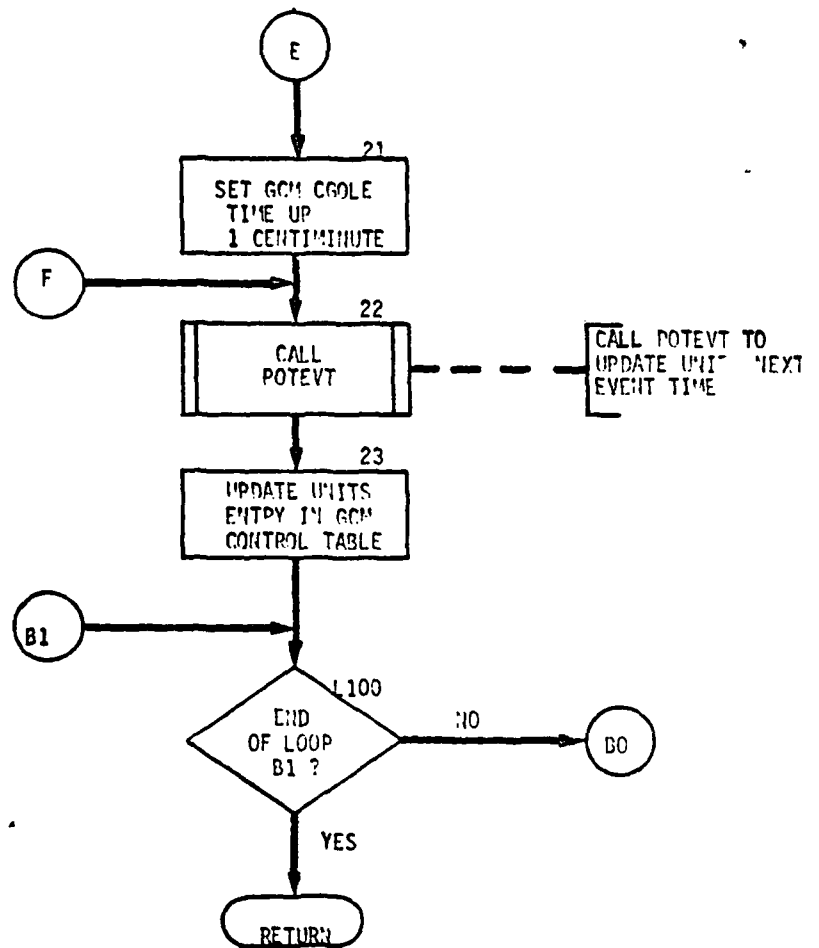 E
21
SET GCM CGOLE
TIME UP
1 CENTIMINUTE
F
22
CALL
POTEVT
CALL POTEVT TO
UPDATE UNIT NEXT
EVENT TIME
23
UPDATE UNITS
ENTRY IN GCM
CONTROL TABLE
B1
L100
END
OF LOOP
B1 ?
NO
B0
YES
RETURN